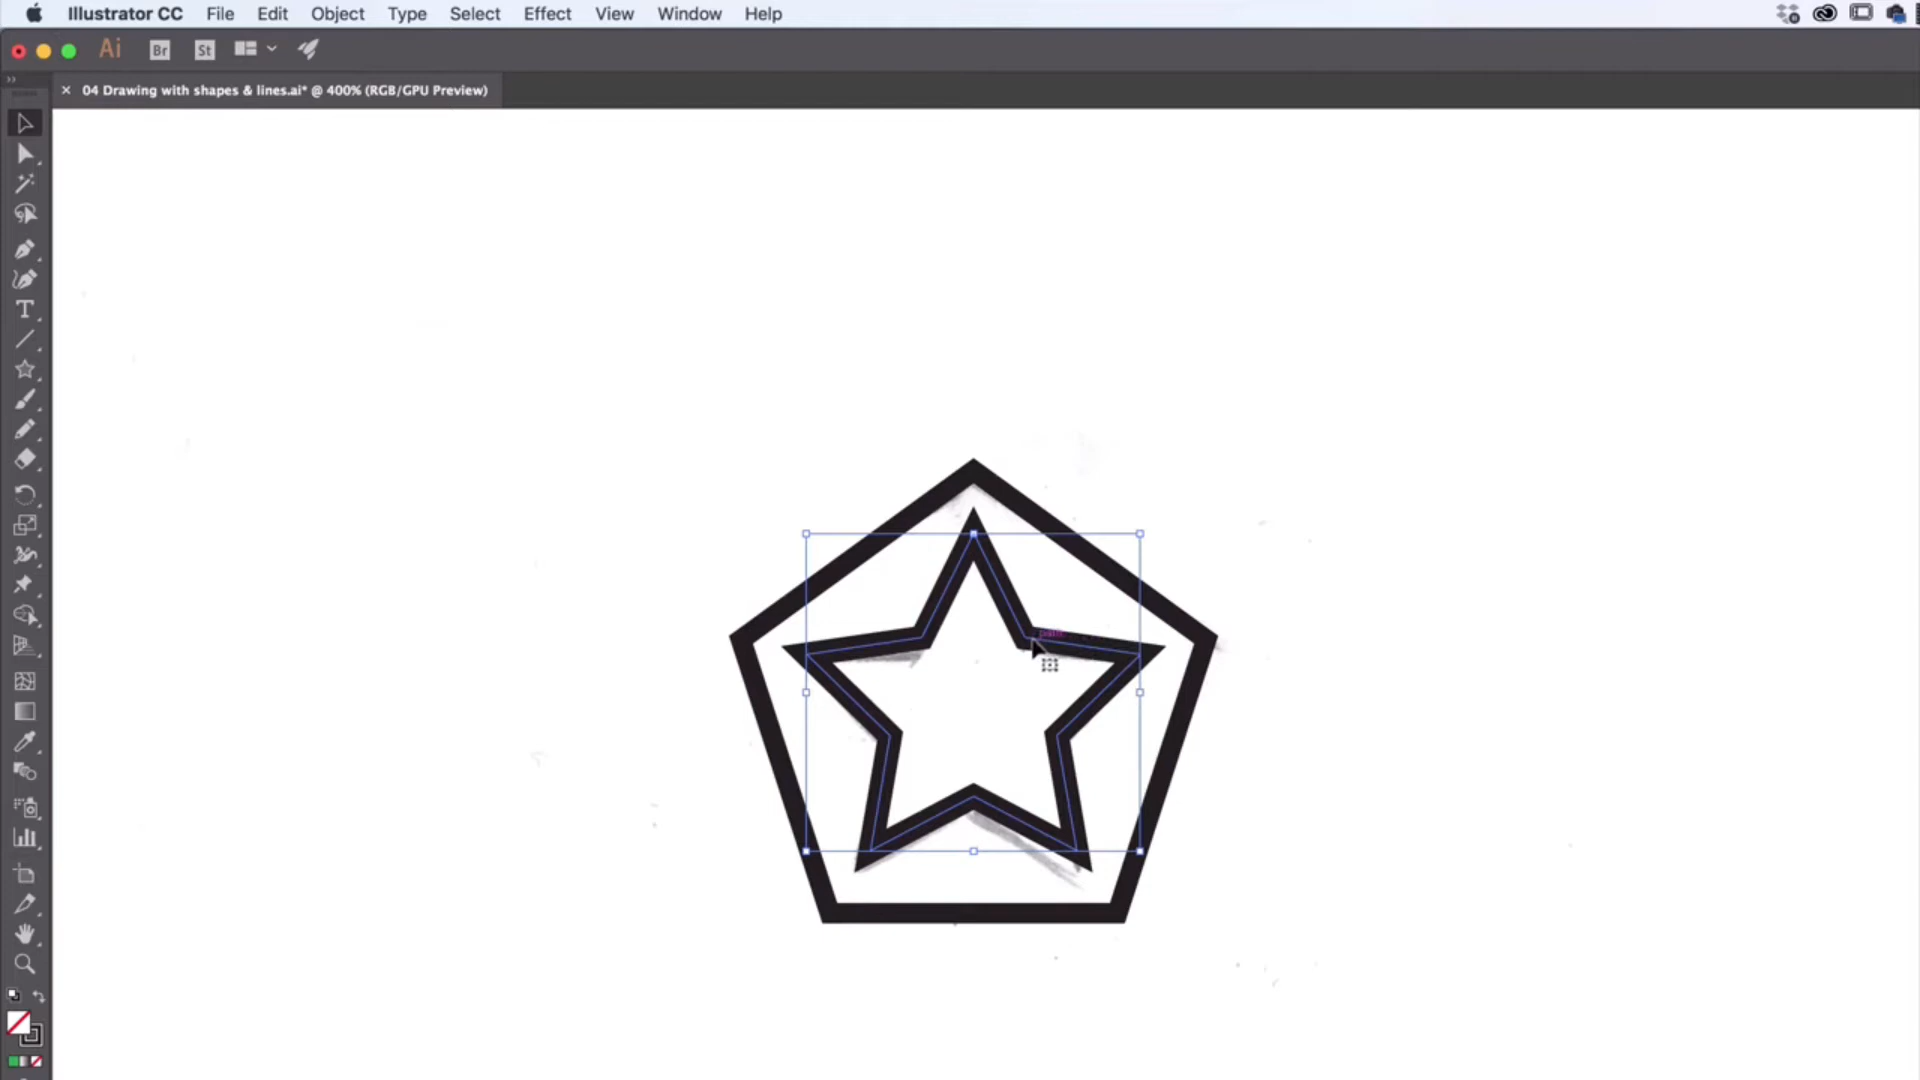 Illustrator CC File Edit Object Type Select Effect View Window Help
Ai Br St
04 Drawing with shapes & lines.ai* @ 400% (RGB/GPU Preview)